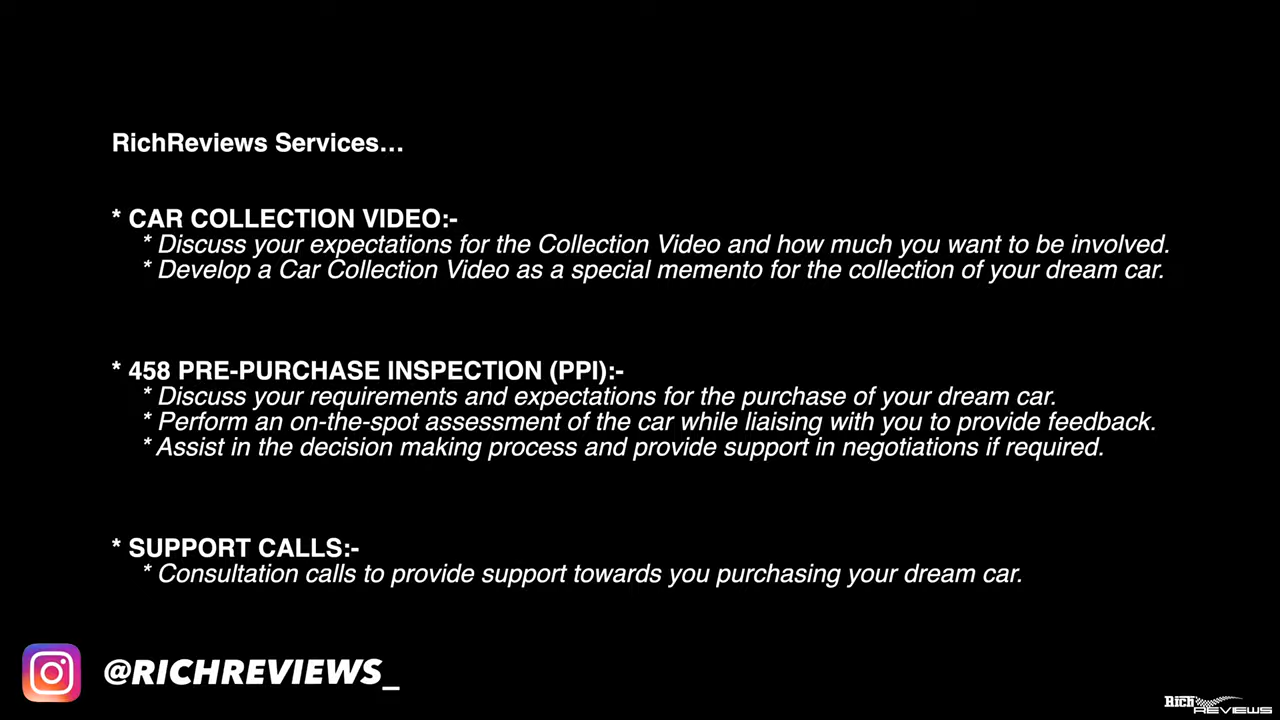 RichReviews Services...
* CAR COLLECTION VIDEO:-
* Discuss your expectations for the Collection Video and how much you want to be involved.
* Develop a Car Collection Video as a special memento for the collection of your dream car.
* 458 PRE-PURCHASE INSPECTION (PPI):-
* Discuss your requirements and expectations for the purchase of your dream car.
* Perform an on-the-spot assessment of the car while liaising with you to provide feedback.
* Assist in the decision making process and provide support in negotiations if required.
* SUPPORT CALLS:-
* Consultation calls to provide support towards you purchasing your dream car.
@RICHREVIEWS_
Rich
REVIEWS